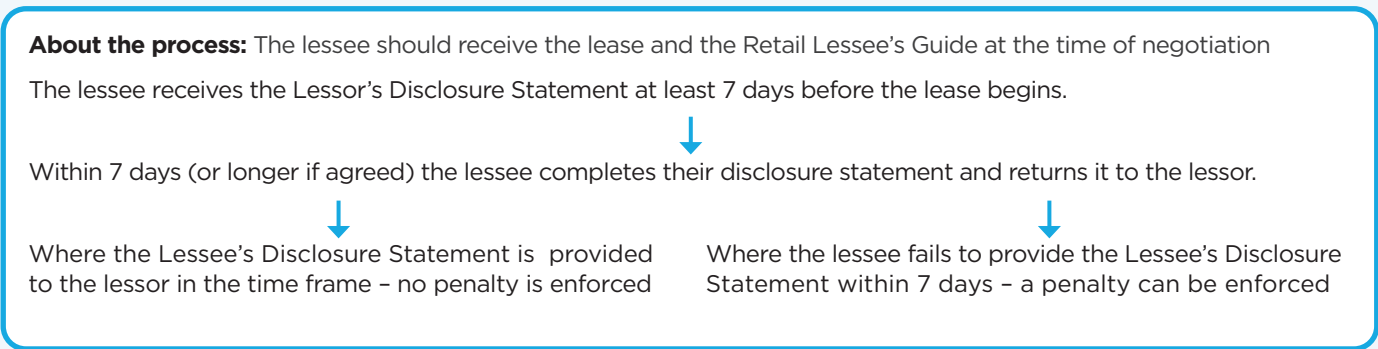 About the process: The lessee should receive the lease and the Retail Lessee's Guide at the time of negotiation
The lessee receives the Lessor's Disclosure Statement at least 7 days before the lease begins.
Within 7 days (or longer if agreed) the lessee completes their disclosure statement and returns it to the lessor.
Where the Lessee's Disclosure Statement is provided
to the lessor in the time frame – no penalty is enforced
Where the lessee fails to provide the Lessee's Disclosure
Statement within 7 days – a penalty can be enforced